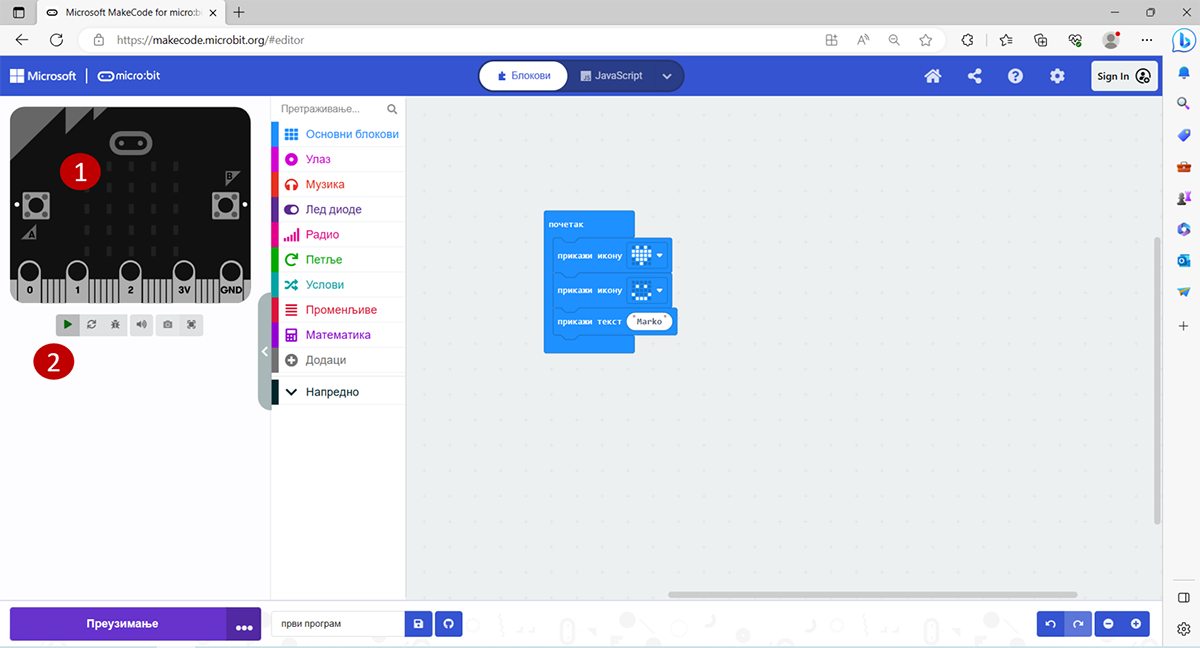 Microsoft MakeCode for micro:b
https://makecode.microbit.org/#editor
Microsoft
micro:bit
Блокови
JavaScript
Sign In
1
B
A
0
1
2
3V
GND
2
Претраживање...
Основни блокови
Улаз
Музика
Лед диоде
Радио
Петље
Услови
Променљиве
Математика
Додаци
Напредно
почетак
прикажи икону
прикажи икону
прикажи текст "Marko"
Преузимање
први програм